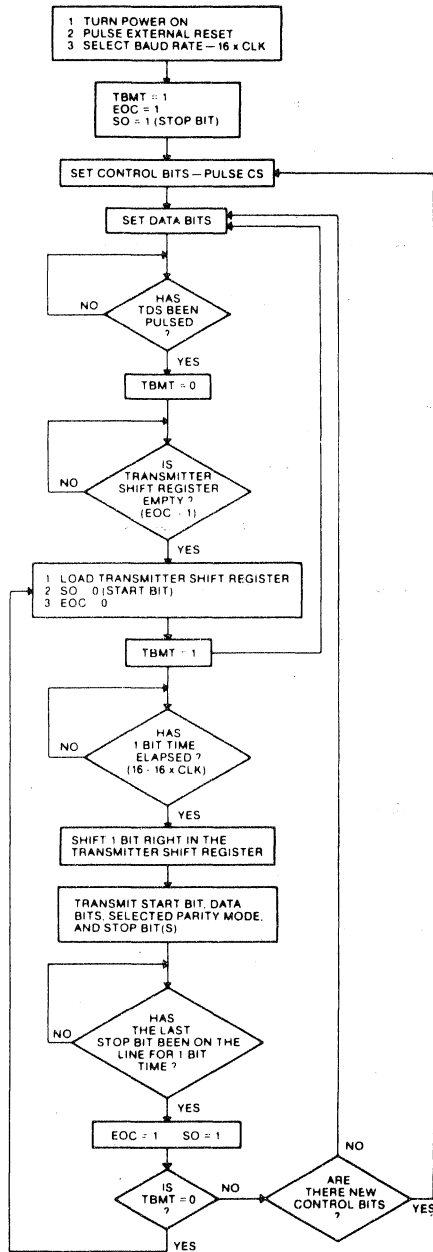 1 TURN POWER ON
2 PULSE EXTERNAL RESET
3 SELECT BAUD RATE — 16 x CLK
TBMT = 1
EOC = 1
SO = 1 (STOP BIT)
SET CONTROL BITS — PULSE CS
SET DATA BITS
HAS
TDS BEEN
PULSED
?
NO
YES
TBMT = 0
IS
TRANSMITTER
SHIFT REGISTER
EMPTY ?
(EOC - 1)
NO
YES
1 LOAD TRANSMITTER SHIFT REGISTER
2 SO 0 (START BIT)
3 EOC 0
TBMT = 1
HAS
1 BIT TIME
ELAPSED ?
(16 - 16 x CLK)
NO
YES
SHIFT 1 BIT RIGHT IN THE
TRANSMITTER SHIFT REGISTER
TRANSMIT START BIT, DATA
BITS, SELECTED PARITY MODE,
AND STOP BIT(S)
HAS
THE LAST
STOP BIT BEEN ON THE
LINE FOR 1 BIT
TIME ?
NO
YES
EOC = 1 SO = 1
IS
TBMT = 0
?
NO
YES
ARE
THERE NEW
CONTROL BITS
?
NO
YES